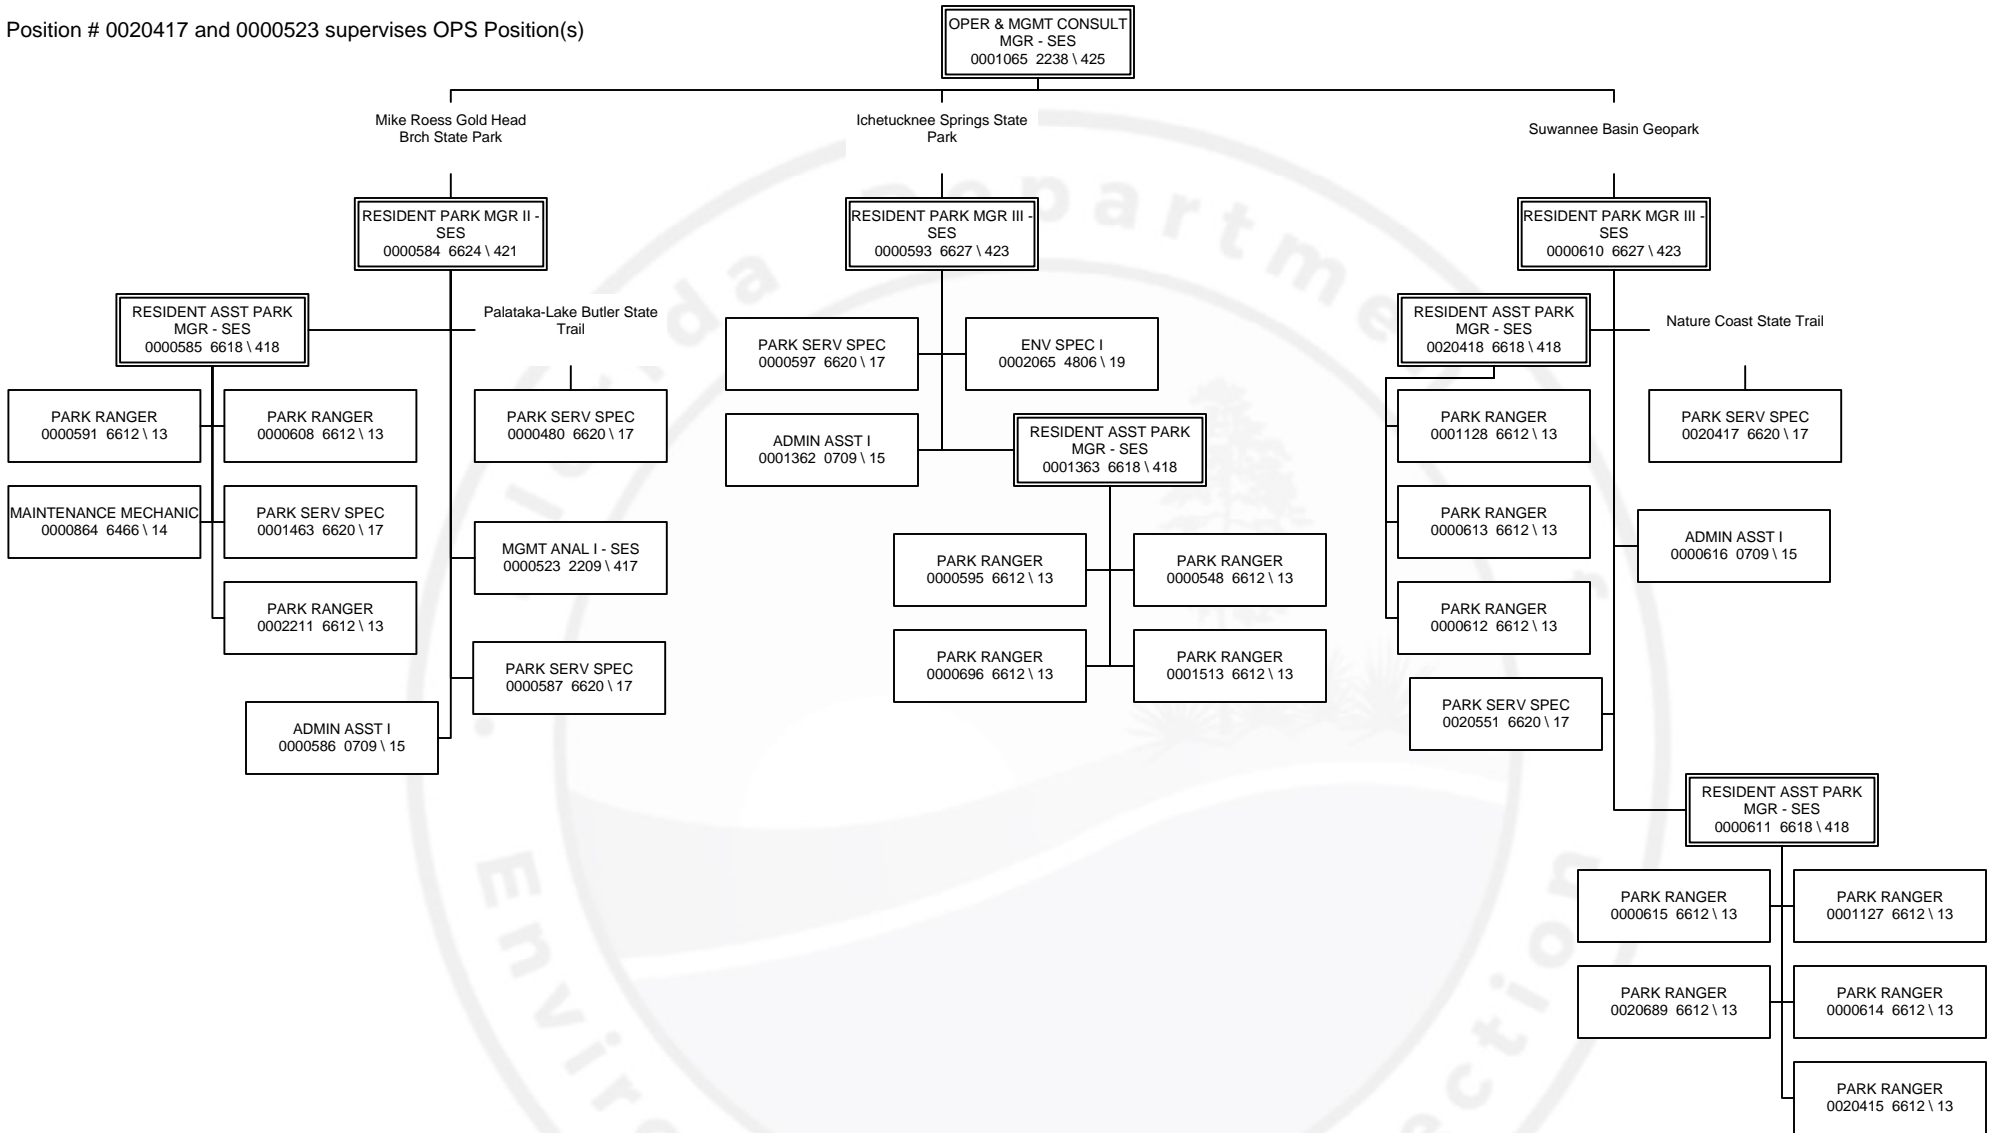 Position # 0020417 and 0000523 supervises OPS Position(s)
OPER & MGMT CONSULT
MGR - SES
0001065 2238 \ 425
Mike Roess Gold Head
Brch State Park
RESIDENT PARK MGR II -
SES
0000584 6624 \ 421
RESIDENT ASST PARK
MGR - SES
0000585 6618 \ 418
PARK RANGER
0000591 6612 \ 13
PARK RANGER
0000608 6612 \ 13
MAINTENANCE MECHANIC
0000864 6466 \ 14
PARK SERV SPEC
0001463 6620 \ 17
PARK RANGER
0002211 6612 \ 13
Palataka-Lake Butler State
Trail
PARK SERV SPEC
0000480 6620 \ 17
MGMT ANAL I - SES
0000523 2209 \ 417
PARK SERV SPEC
0000587 6620 \ 17
ADMIN ASST I
0000586 0709 \ 15
Ichetucknee Springs State
Park
RESIDENT PARK MGR III -
SES
0000593 6627 \ 423
PARK SERV SPEC
0000597 6620 \ 17
ENV SPEC I
0002065 4806 \ 19
ADMIN ASST I
0001362 0709 \ 15
RESIDENT ASST PARK
MGR - SES
0001363 6618 \ 418
PARK RANGER
0000595 6612 \ 13
PARK RANGER
0000548 6612 \ 13
PARK RANGER
0000696 6612 \ 13
PARK RANGER
0001513 6612 \ 13
Suwannee Basin Geopark
RESIDENT PARK MGR III -
SES
0000610 6627 \ 423
RESIDENT ASST PARK
MGR - SES
0020418 6618 \ 418
PARK RANGER
0001128 6612 \ 13
PARK RANGER
0000613 6612 \ 13
PARK RANGER
0000612 6612 \ 13
Nature Coast State Trail
PARK SERV SPEC
0020417 6620 \ 17
ADMIN ASST I
0000616 0709 \ 15
PARK SERV SPEC
0020551 6620 \ 17
RESIDENT ASST PARK
MGR - SES
0000611 6618 \ 418
PARK RANGER
0000615 6612 \ 13
PARK RANGER
0001127 6612 \ 13
PARK RANGER
0020689 6612 \ 13
PARK RANGER
0000614 6612 \ 13
PARK RANGER
0020415 6612 \ 13